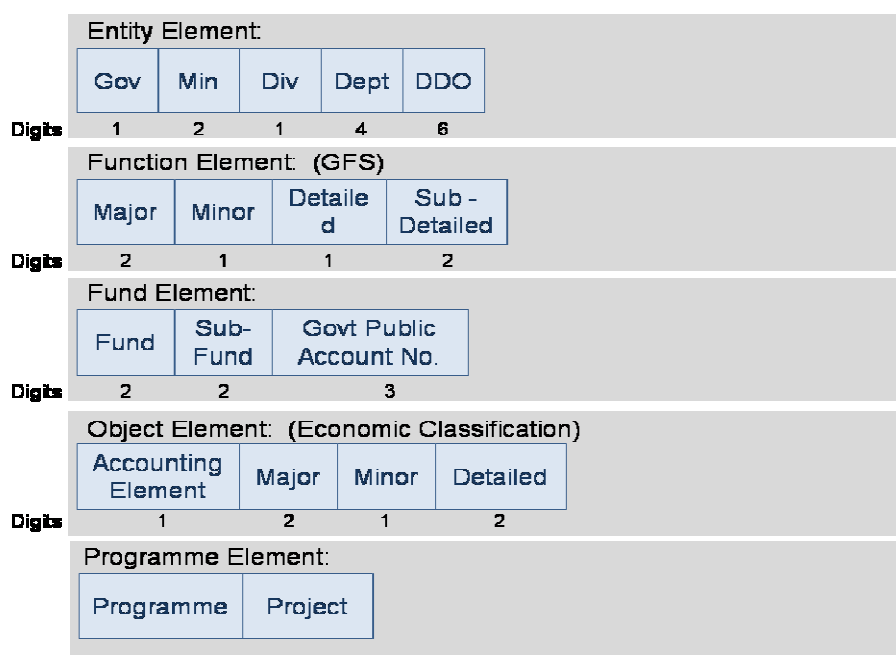 Entity Element:
Gov Min Div Dept DDO
Digits 1 2 1 4 6
Function Element: (GFS)
Major Minor Detaile
d Sub -
Detailed
Digits 2 1 1 2
Fund Element:
Fund Sub-
Fund Govt Public
Account No.
Digits 2 2 3
Object Element: (Economic Classification)
Accounting
Element Major Minor Detailed
Digits 1 2 1 2
Programme Element:
Programme Project